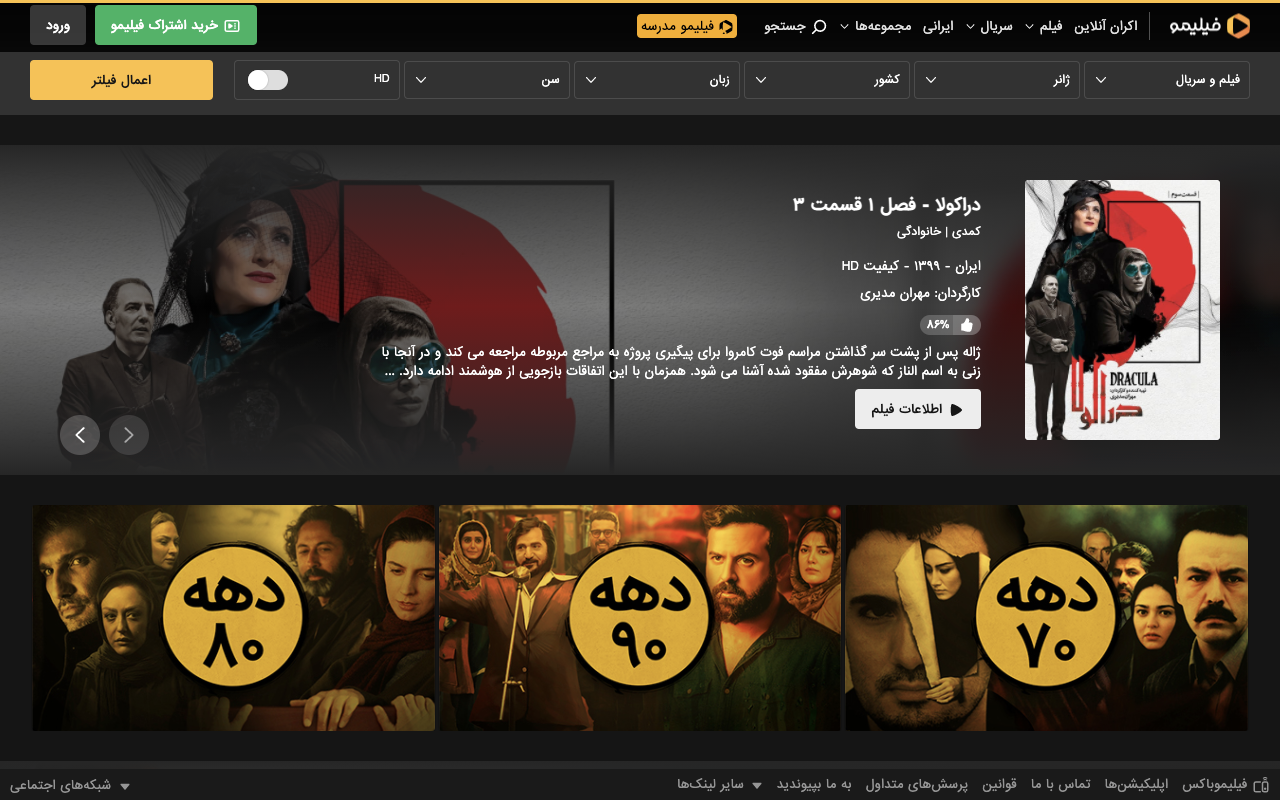 فیلیمو
اکران آنلاین
فیلم
سریال
ایرانی
مجموعه‌ها
جستجو
فیلیمو مدرسه
خرید اشتراک فیلیمو
ورود
فیلم و سریال
ژانر
کشور
زبان
سن
HD
اعمال فیلتر
قسمت سوم
DRACULA
دراکولا
دراکولا - فصل ۱ قسمت ۳
کمدی | خانوادگی
ایران - ۱۳۹۹ - کیفیت HD
کارگردان: مهران مدیری
۸۶%
ژاله پس از پشت سر گذاشتن مراسم فوت کامروا برای پیگیری پروژه به مراجع مربوطه مراجعه می کند و در آنجا با
زنی به اسم الناز که شوهرش مفقود شده آشنا می شود. همزمان با این اتفاقات بازجویی از هوشمند ادامه دارد. ...
اطلاعات فیلم
دهه
۷۰
دهه
۹۰
دهه
۸۰
فیلیموباکس
اپلیکیشن‌ها
تماس با ما
قوانین
پرسش‌های متداول
به ما بپیوندید
سایر لینک‌ها
شبکه‌های اجتماعی